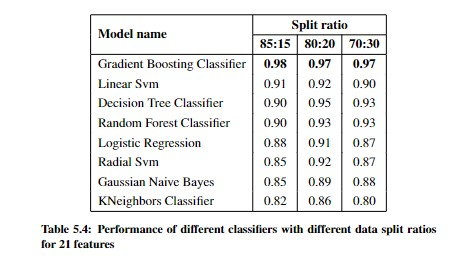 Model name Split ratio
85:15 80:20 70:30
Gradient Boosting Classifier 0.98 0.97 0.97
Linear Svm 0.91 0.92 0.90
Decision Tree Classifier 0.90 0.95 0.93
Random Forest Classifier 0.90 0.93 0.93
Logistic Regression 0.88 0.91 0.87
Radial Svm 0.85 0.92 0.87
Gaussian Naive Bayes 0.85 0.89 0.88
KNeighbors Classifier 0.82 0.86 0.80
Table 5.4: Performance of different classifiers with different data split ratios
for 21 features